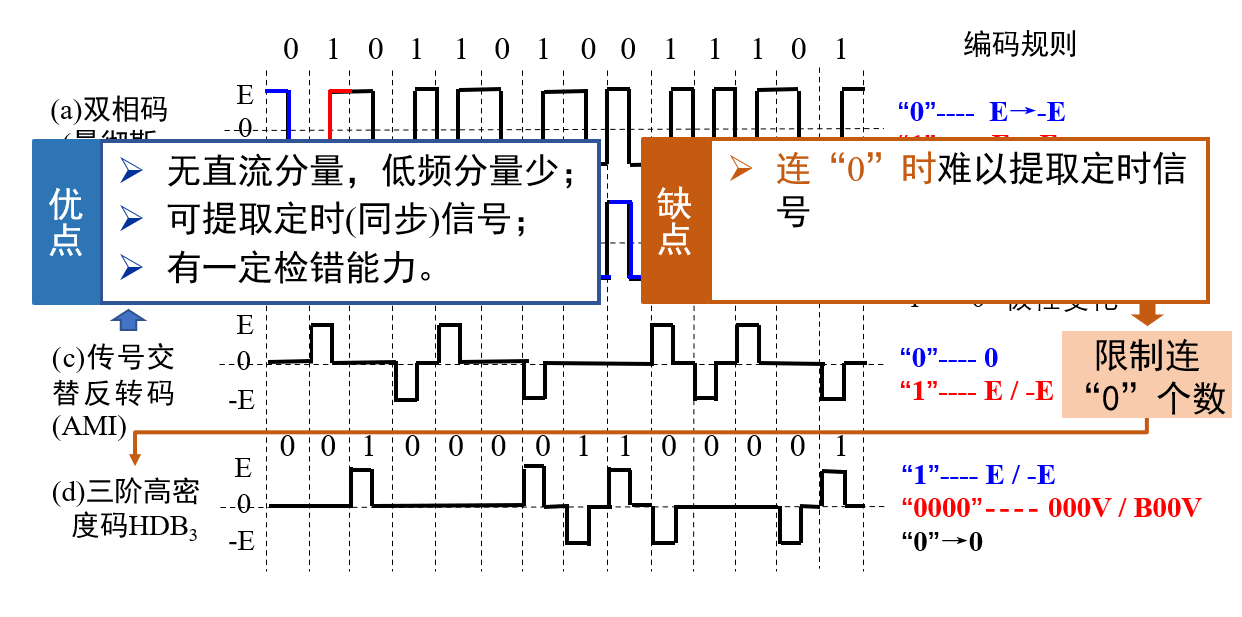 0 1 0 1 1 0 1 0 0 1 1 1 0 1
编码规则
E
(a)双相码
0
“0”---- E→-E
优点
➢ 无直流分量，低频分量少；
➢ 可提取定时(同步)信号；
➢ 有一定检错能力。
缺点
➢ 连“0”时难以提取定时信
号
E
(c)传号交
替反转码
(AMI)
0
-E
“0”---- 0
“1”---- E / -E
限制连
“0”个数
0 0 1 0 0 0 0 1 1 0 0 0 0 1
E
(d)三阶高密
度码HDB3
0
-E
“1”---- E / -E
“0000”---- 000V / B00V
“0”→0